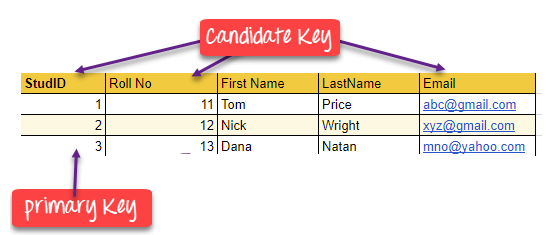 Candidate Key
StudID Roll No First Name LastName Email
1 11 Tom Price abc@gmail.com
2 12 Nick Wright xyz@gmail.com
3 13 Dana Natan mno@yahoo.com
primary Key